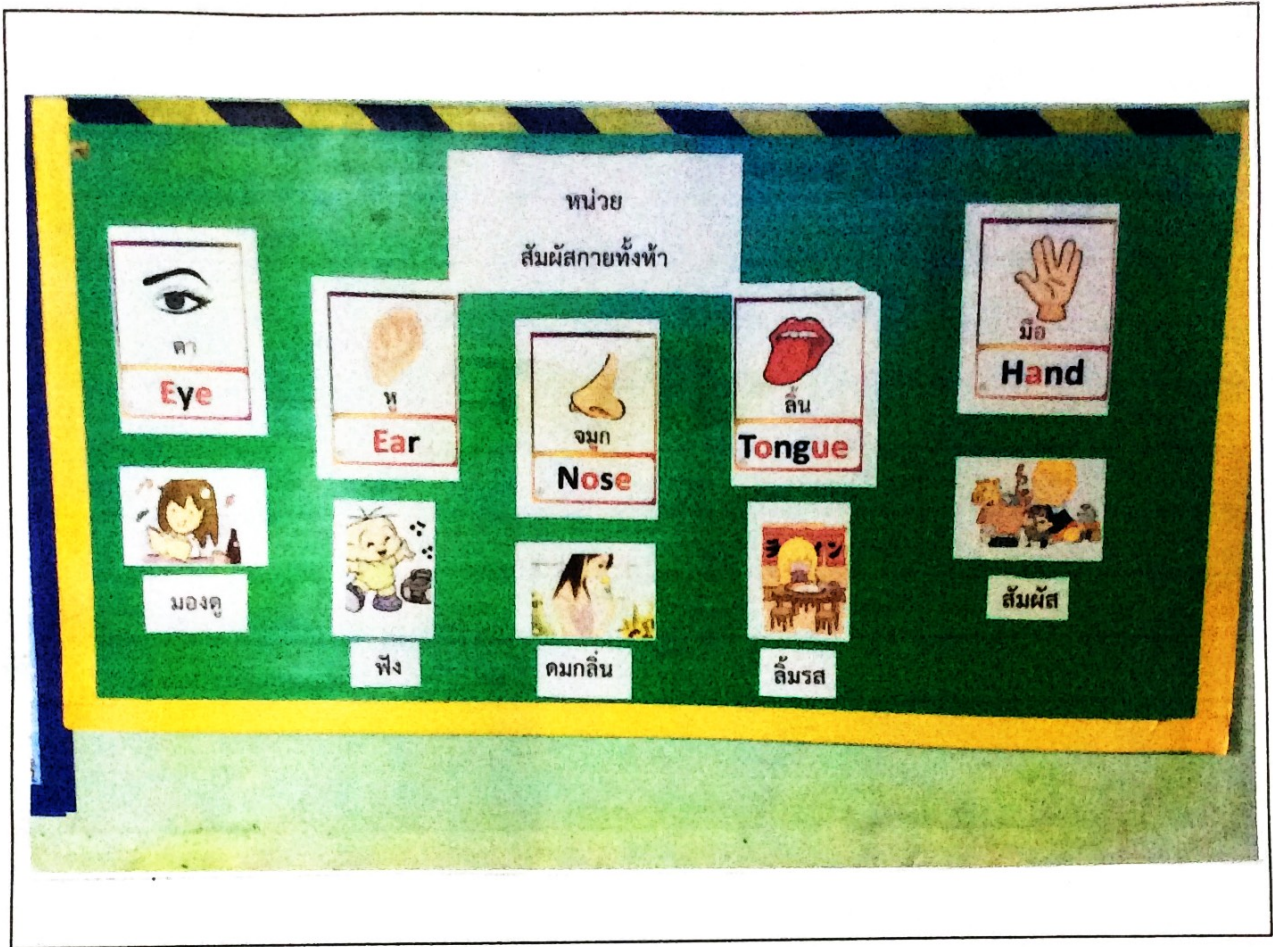 หน่วย
สัมผัสกายทั้งห้า
ตา
Eye
หู
Ear
จมูก
Nose
ลิ้น
Tongue
มือ
Hand
มองดู
ฟัง
ดมกลิ่น
ลิ้มรส
สัมผัส